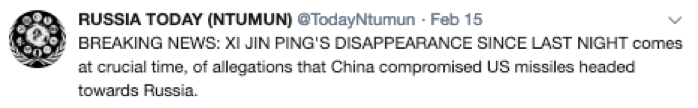 RUSSIA TODAY (NTUMUN) @TodayNtumun · Feb 15
BREAKING NEWS: XI JIN PING'S DISAPPEARANCE SINCE LAST NIGHT comes
at crucial time, of allegations that China compromised US missiles headed
towards Russia.